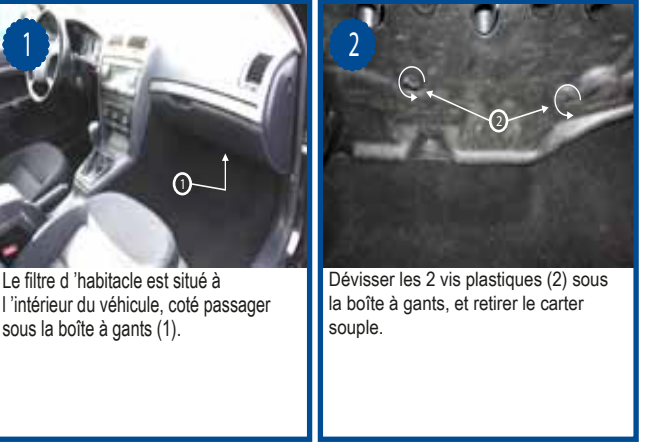 1
1
Le filtre d 'habitacle est situé à
l 'intérieur du véhicule, coté passager
sous la boîte à gants (1).
2
2
Dévisser les 2 vis plastiques (2) sous
la boîte à gants, et retirer le carter
souple.